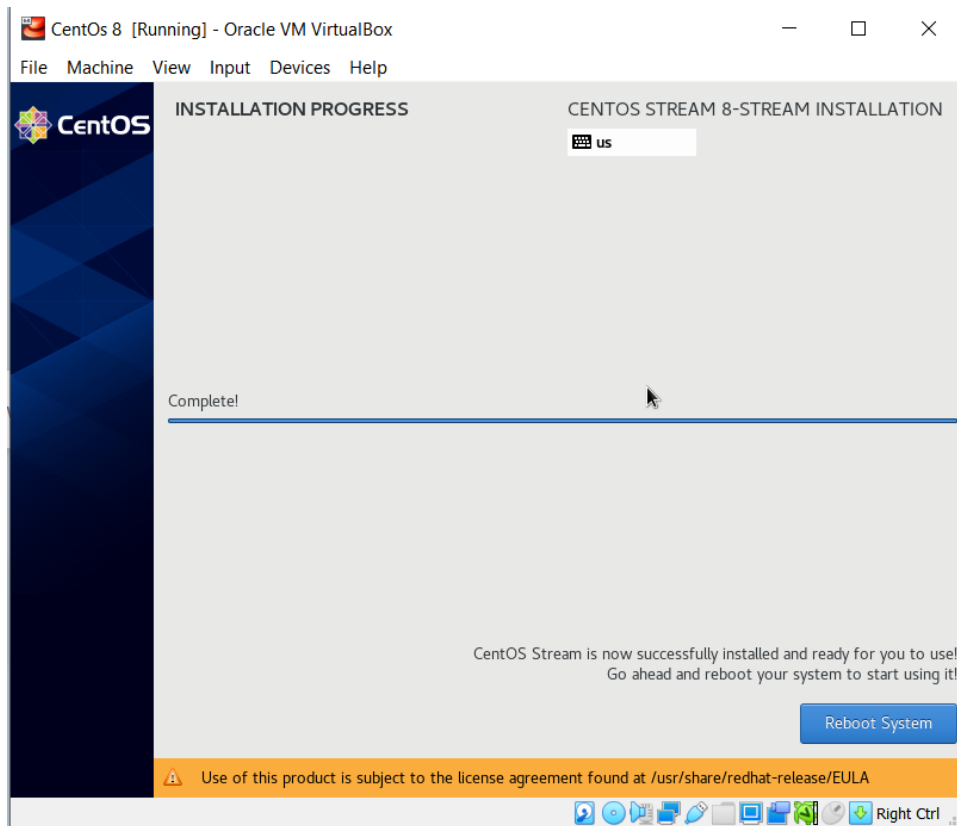 CentOs 8 [Running] - Oracle VM VirtualBox
File Machine View Input Devices Help
CentOS
INSTALLATION PROGRESS
CENTOS STREAM 8-STREAM INSTALLATION
us
Complete!
CentOS Stream is now successfully installed and ready for you to use!
Go ahead and reboot your system to start using it!
Reboot System
Use of this product is subject to the license agreement found at /usr/share/redhat-release/EULA
Right Ctrl